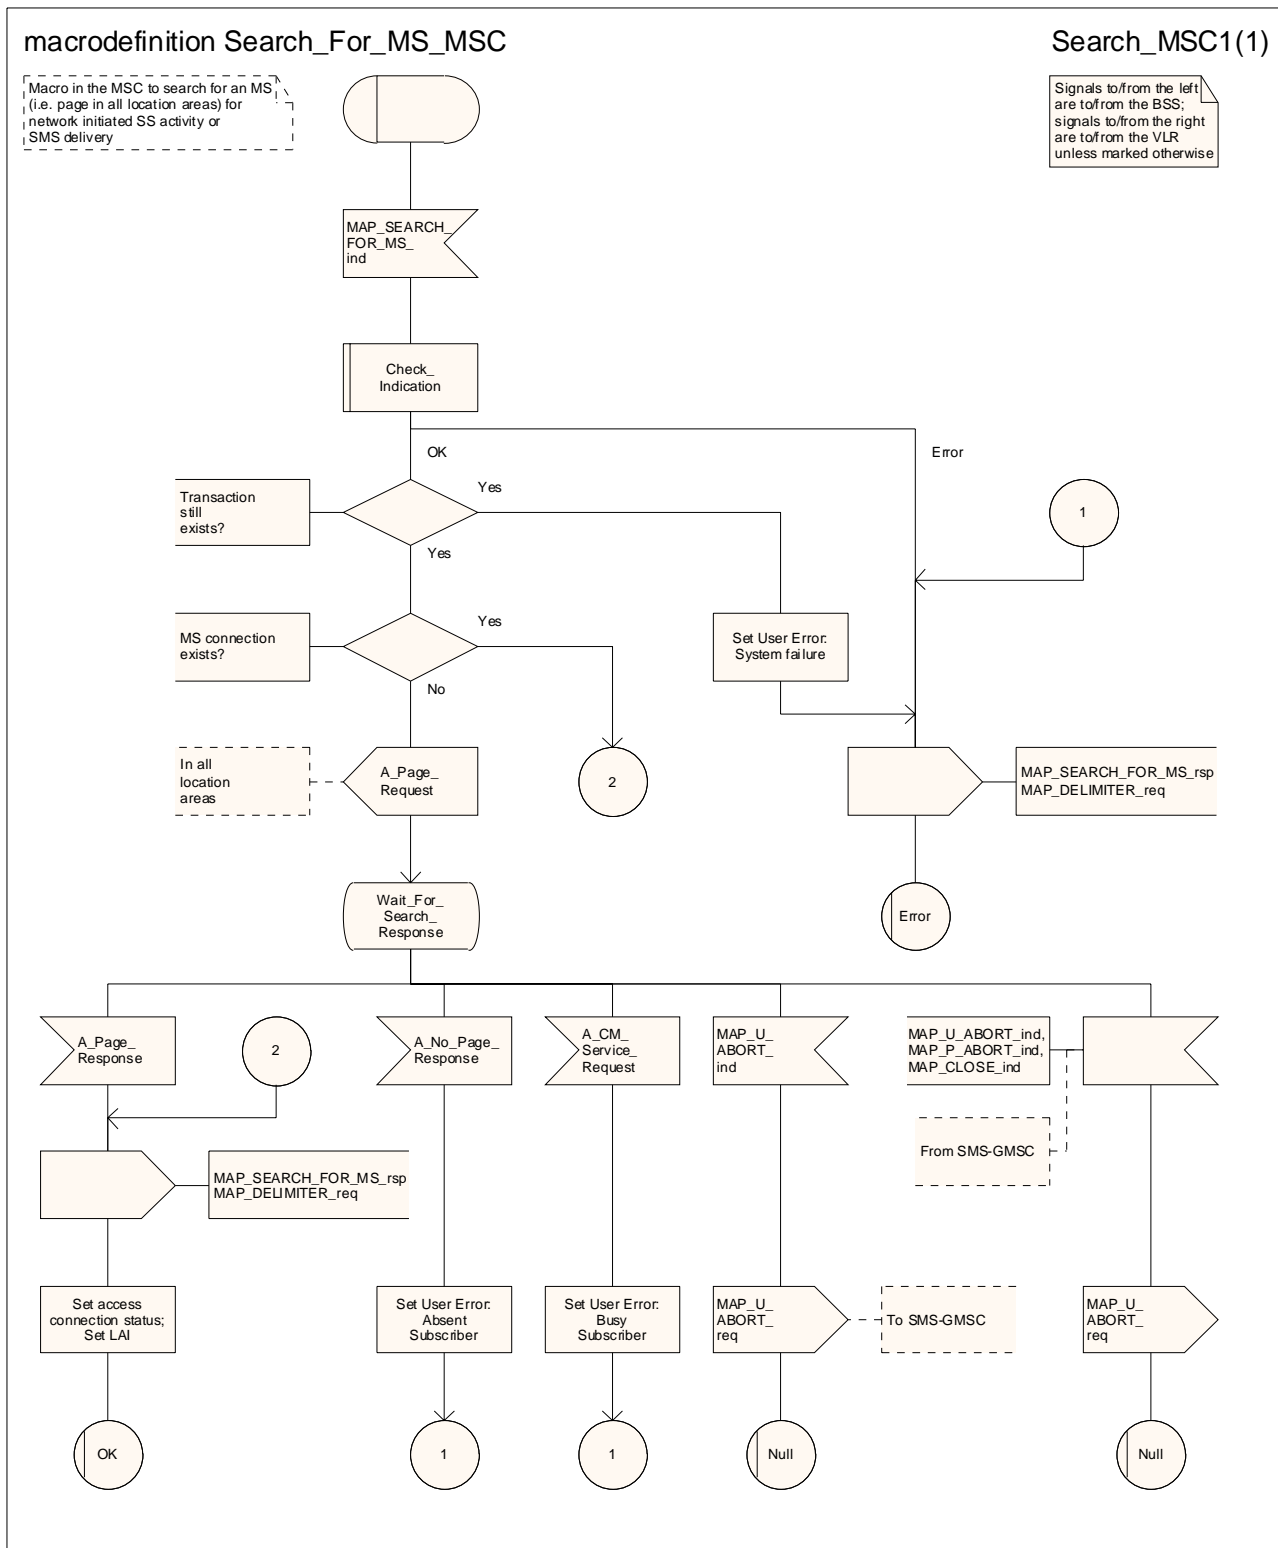 macrodefinition Search_For_MS_MSC
Search_MSC1(1)
Macro in the MSC to search for an MS
(i.e. page in all location areas) for
network initiated SS activity or
SMS delivery
Signals to/from the left
are to/from the BSS;
signals to/from the right
are to/from the VLR
unless marked otherwise
MAP_SEARCH_
FOR_MS_
ind
Check_
Indication
OK
Error
Transaction
still
exists?
Yes
Yes
1
MS connection
exists?
Yes
No
Set User Error:
System failure
In all
location
areas
A_Page_
Request
2
MAP_SEARCH_FOR_MS_rsp
MAP_DELIMITER_req
Wait_For_
Search_
Response
Error
A_Page_
Response
2
A_No_Page_
Response
A_CM_
Service_
Request
MAP_U_
ABORT_
ind
MAP_U_ABORT_ind,
MAP_P_ABORT_ind,
MAP_CLOSE_ind
From SMS-GMSC
MAP_SEARCH_FOR_MS_rsp
MAP_DELIMITER_req
Set access
connection status;
Set LAI
Set User Error:
Absent
Subscriber
Set User Error:
Busy
Subscriber
MAP_U_
ABORT_
req
To SMS-GMSC
MAP_U_
ABORT_
req
OK
1
1
Null
Null